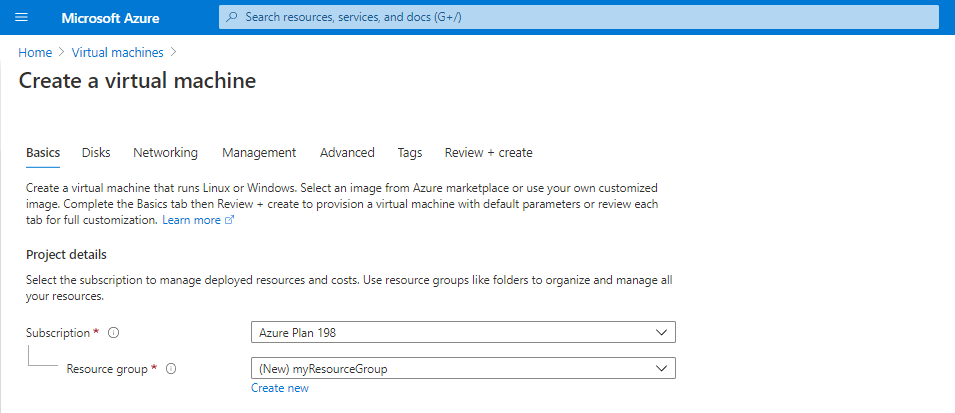 Microsoft Azure
Search resources, services, and docs (G+/)
Home > Virtual machines >
Create a virtual machine
Basics Disks Networking Management Advanced Tags Review + create
Create a virtual machine that runs Linux or Windows. Select an image from Azure marketplace or use your own customized
image. Complete the Basics tab then Review + create to provision a virtual machine with default parameters or review each
tab for full customization. Learn more
Project details
Select the subscription to manage deployed resources and costs. Use resource groups like folders to organize and manage all
your resources.
Subscription * Azure Plan 198
Resource group * (New) myResourceGroup
Create new